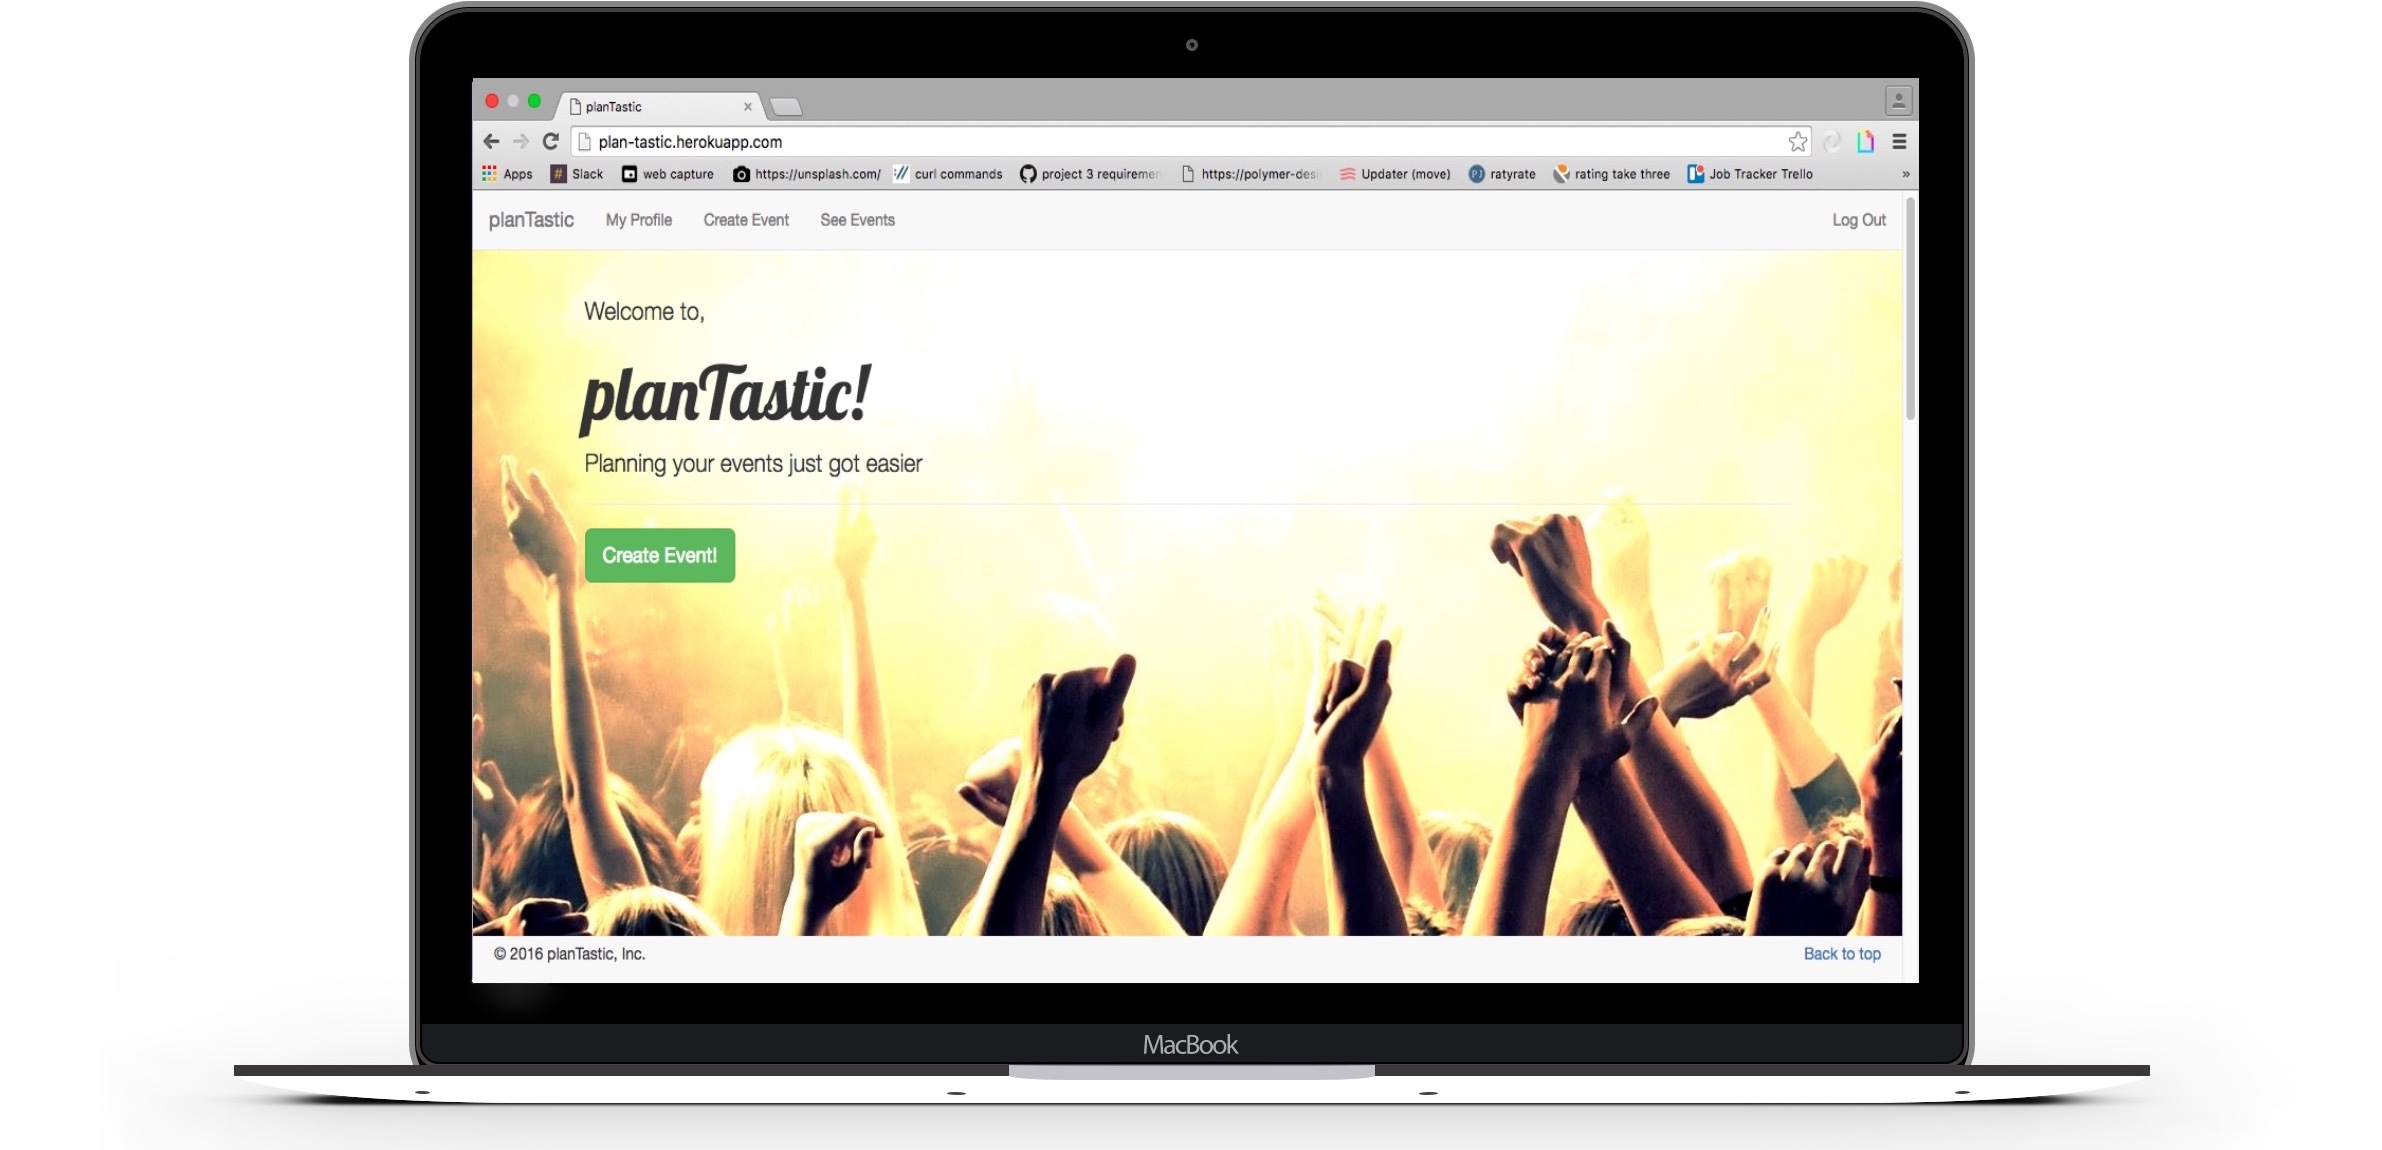 planTastic
plan-tastic.herokuapp.com
Apps Slack web capture https://unsplash.com/ curl commands project 3 requiremen https://polymer-desi Updater (move) ratyrate rating take three Job Tracker Trello »
planTastic My Profile Create Event See Events Log Out
Welcome to,
planTastic!
Planning your events just got easier
Create Event!
© 2016 planTastic, Inc. Back to top
MacBook